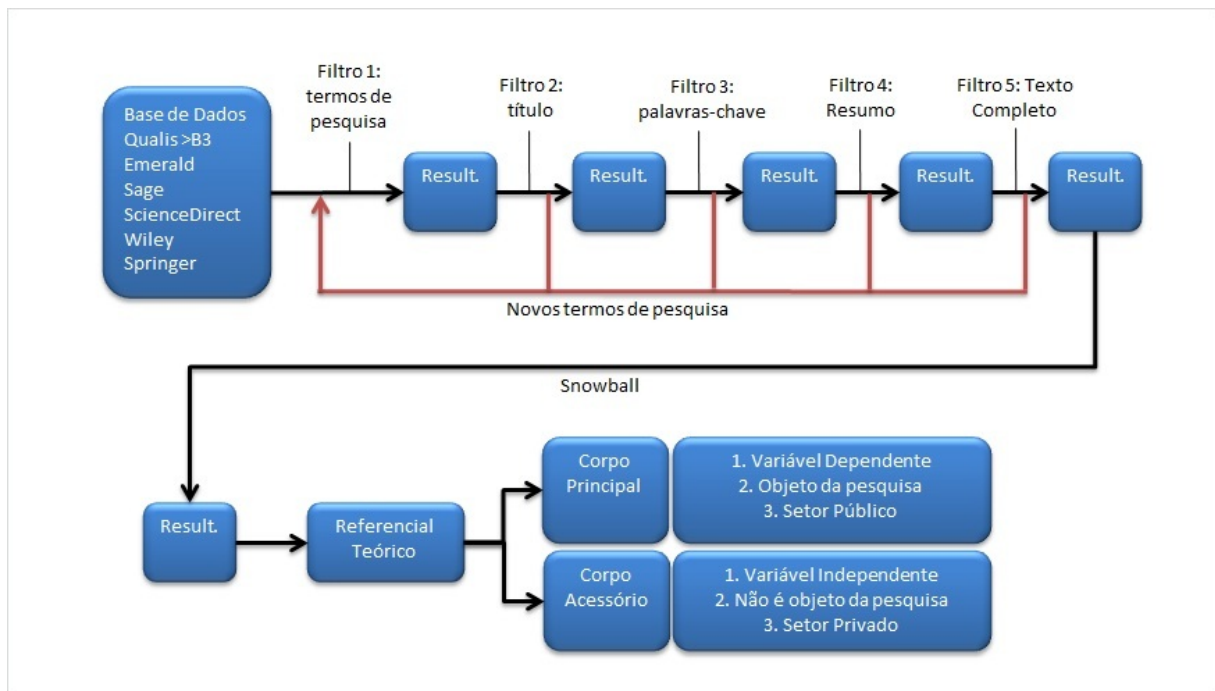 Filtro 1:
termos de
pesquisa
Filtro 2:
título
Filtro 3:
palavras-chave
Filtro 4:
Resumo
Filtro 5: Texto
Completo
Base de Dados
Qualis >B3
Emerald
Sage
ScienceDirect
Wiley
Springer
Result.
Result.
Result.
Result.
Result.
Novos termos de pesquisa
Snowball
Result.
Referencial
Teórico
Corpo
Principal
1. Variável Dependente
2. Objeto da pesquisa
3. Setor Público
Corpo
Acessório
1. Variável Independente
2. Não é objeto da pesquisa
3. Setor Privado